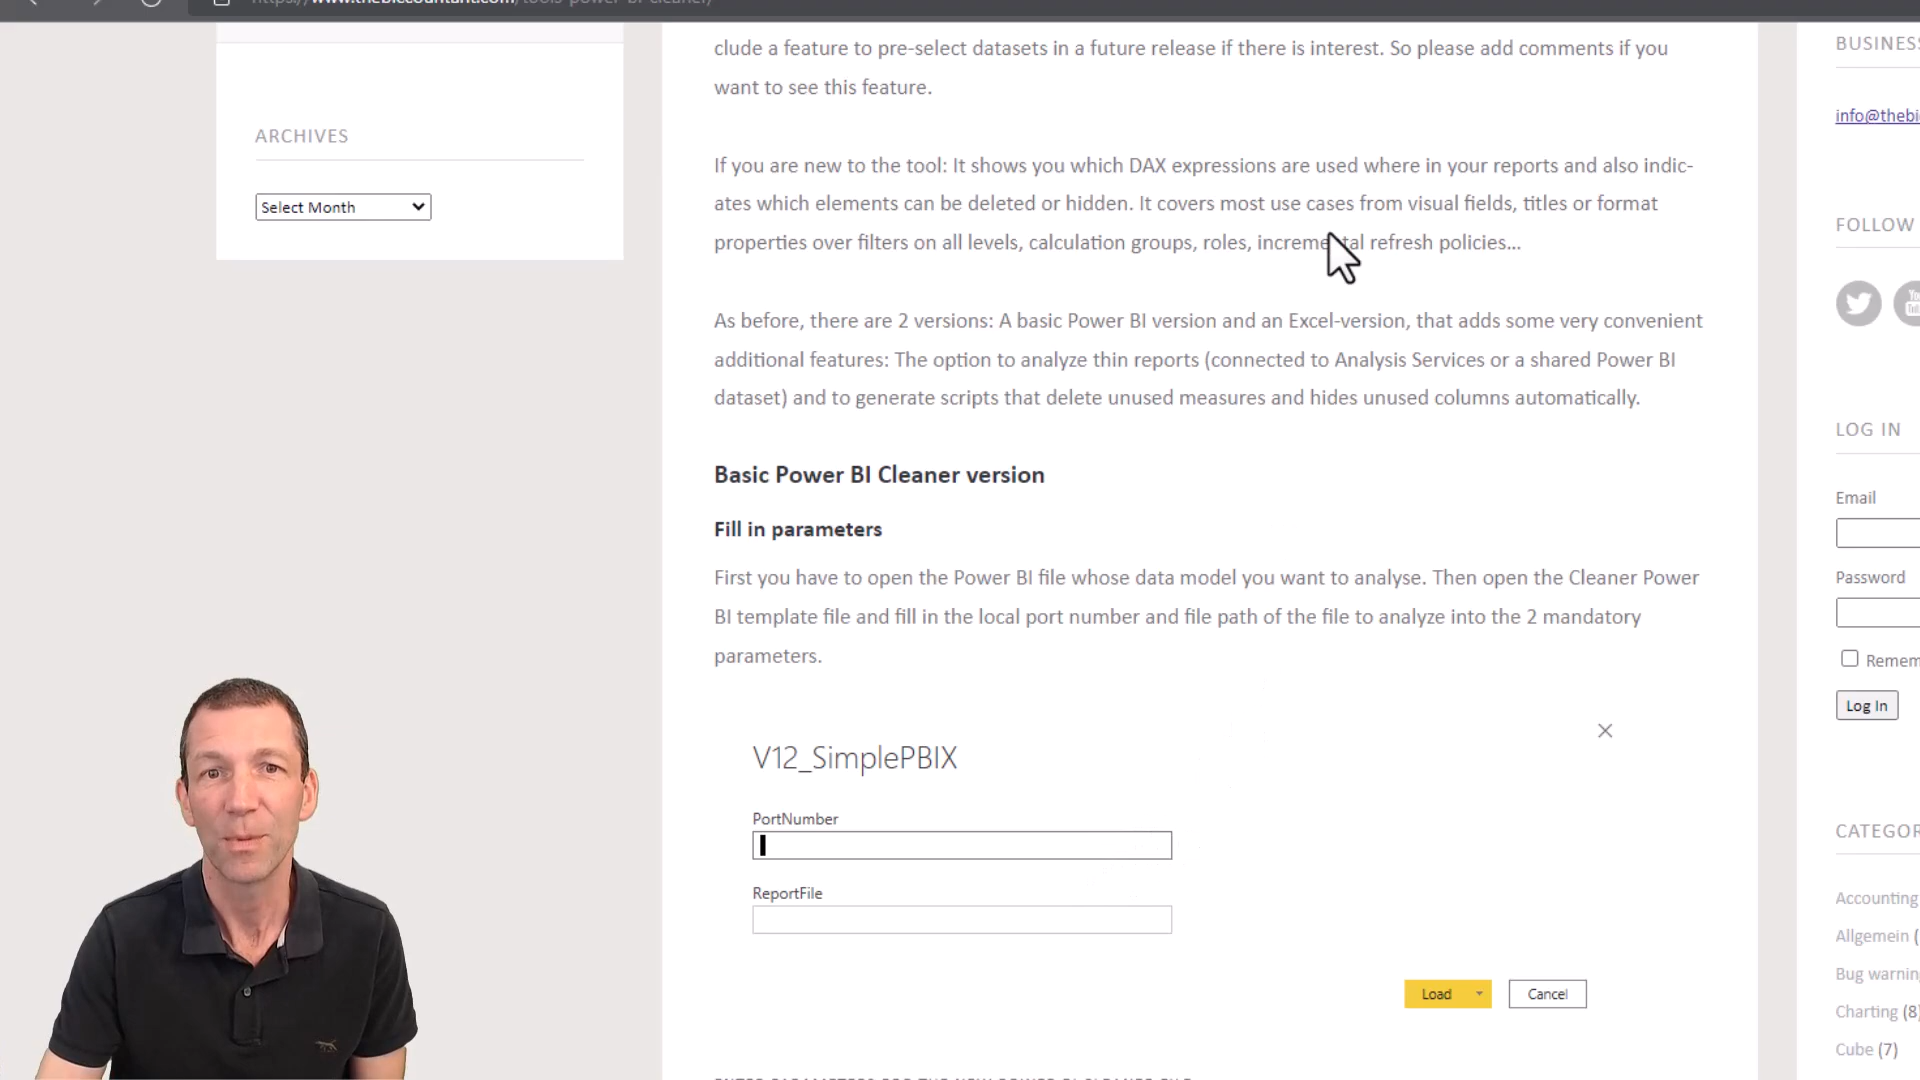 ARCHIVES
Select Month
clude a feature to pre-select datasets in a future release if there is interest. So please add comments if you
want to see this feature.
If you are new to the tool: It shows you which DAX expressions are used where in your reports and also indic-
ates which elements can be deleted or hidden. It covers most use cases from visual fields, titles or format
properties over filters on all levels, calculation groups, roles, incremental refresh policies...
As before, there are 2 versions: A basic Power BI version and an Excel-version, that adds some very convenient
additional features: The option to analyze thin reports (connected to Analysis Services or a shared Power BI
dataset) and to generate scripts that delete unused measures and hides unused columns automatically.
Basic Power BI Cleaner version
Fill in parameters
First you have to open the Power BI file whose data model you want to analyse. Then open the Cleaner Power
BI template file and fill in the local port number and file path of the file to analyze into the 2 mandatory
parameters.
V12_SimplePBIX
PortNumber
ReportFile
Load
Cancel
BUSINESS
info@thebi
FOLLOW
LOG IN
Email
Password
Remem
Log In
CATEGOR
Accounting
Allgemein (
Bug warning
Charting (8)
Cube (7)